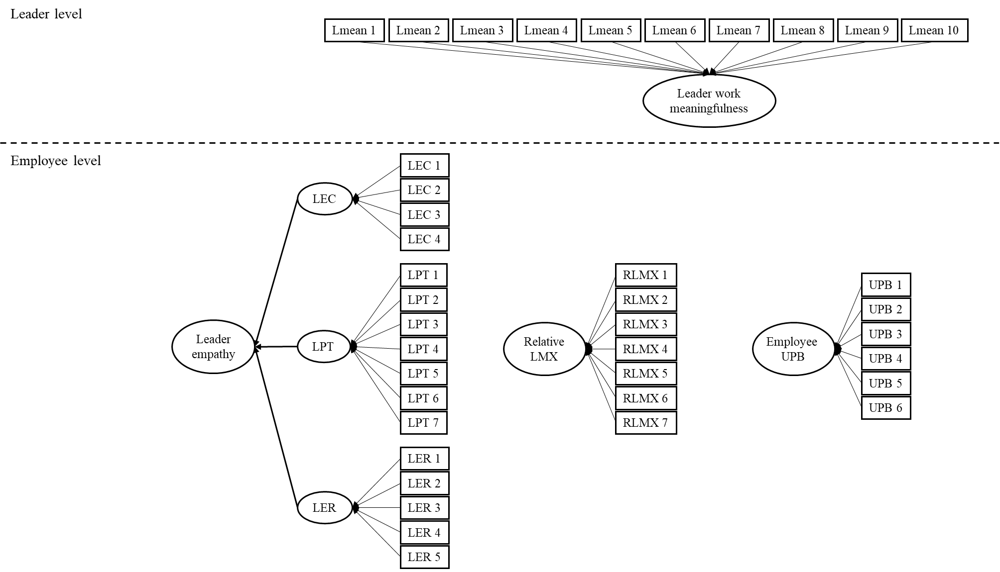 Leader level
Lmean 1
Lmean 2
Lmean 3
Lmean 4
Lmean 5
Lmean 6
Lmean 7
Lmean 8
Lmean 9
Lmean 10
Leader work
meaningfulness
Employee level
Leader
empathy
LEC
LEC 1
LEC 2
LEC 3
LEC 4
LPT
LPT 1
LPT 2
LPT 3
LPT 4
LPT 5
LPT 6
LPT 7
LER
LER 1
LER 2
LER 3
LER 4
LER 5
Relative
LMX
RLMX 1
RLMX 2
RLMX 3
RLMX 4
RLMX 5
RLMX 6
RLMX 7
Employee
UPB
UPB 1
UPB 2
UPB 3
UPB 4
UPB 5
UPB 6